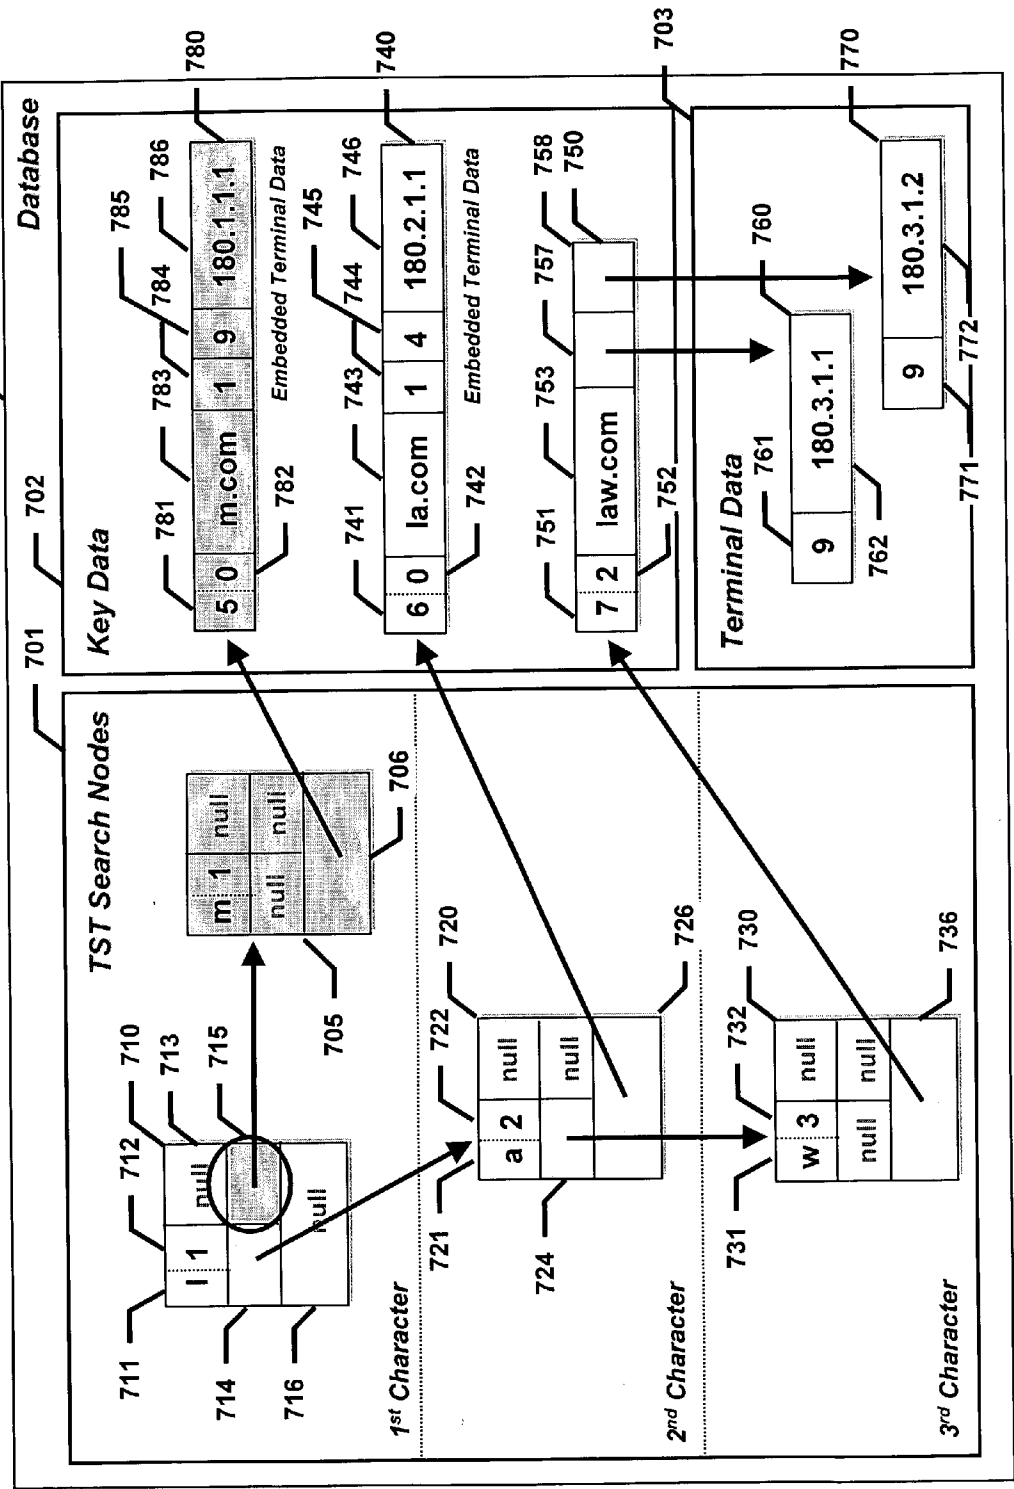 Database
701
702
TST Search Nodes
Key Data
710
712
713
715
711
l 1 null
null
714
716
1st Character
m 1 null
null null
705
706
781 783 784 785 786 780
5 0 m.com 1 9 180.1.1.1
782
Embedded Terminal Data
741 743 744 745 746 740
6 0 la.com 1 4 180.2.1.1
742
Embedded Terminal Data
720
722
721
a 2 null
null
724
726
2nd Character
751 753 757 758 750
7 2 law.com
752
703
730
732
731
w 3 null
null null
736
3rd Character
Terminal Data
761 760
9 180.3.1.1
762
770
9 180.3.1.2
771 772